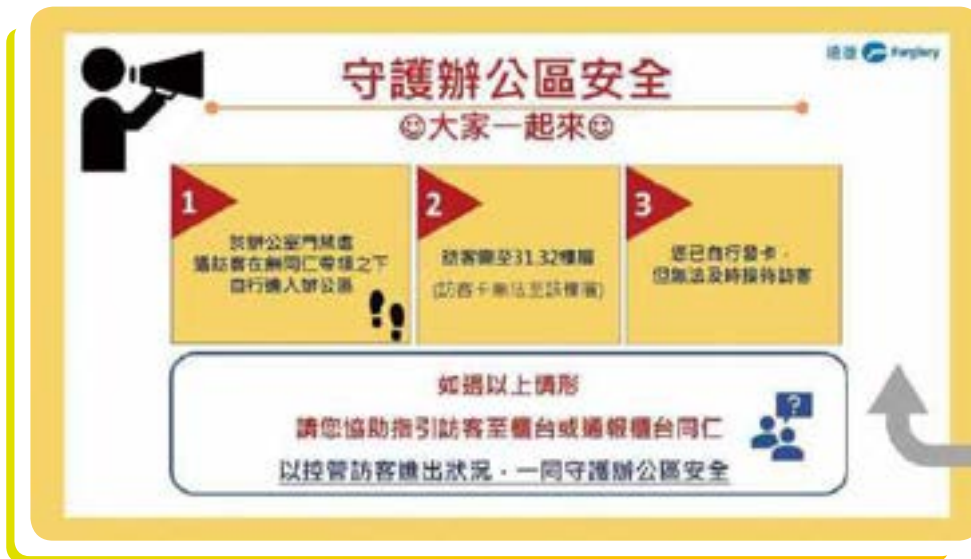 遠雄 Farglory
守護辦公區安全
☺大家一起來☺
1
於辦公室門禁處
遇訪客在無同仁帶領之下
自行進入辦公區
2
訪客需至31.32樓層
(訪客卡無法至該樓層)
3
您已自行發卡，
但無法及時接待訪客
如遇以上情形
請您協助指引訪客至櫃台或通報櫃台同仁
以控管訪客進出狀況，一同守護辦公區安全
?